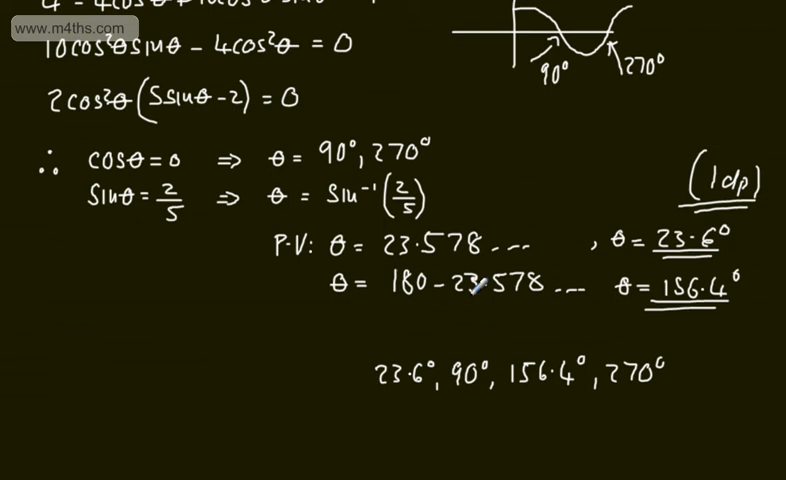 www.m4ths.com
10cos²θsinθ - 4cos²θ = 0
90° 270°
2cos²θ(5sinθ - 2) = 0
∴ cosθ = 0 ⇒ θ = 90°, 270°
(1dp)
sinθ = 2/5 ⇒ θ = sin⁻¹(2/5)
P.V: θ = 23.578.... , θ = 23.6°
θ = 180 - 23.578.... θ = 156.4°
23.6°, 90°, 156.4°, 270°